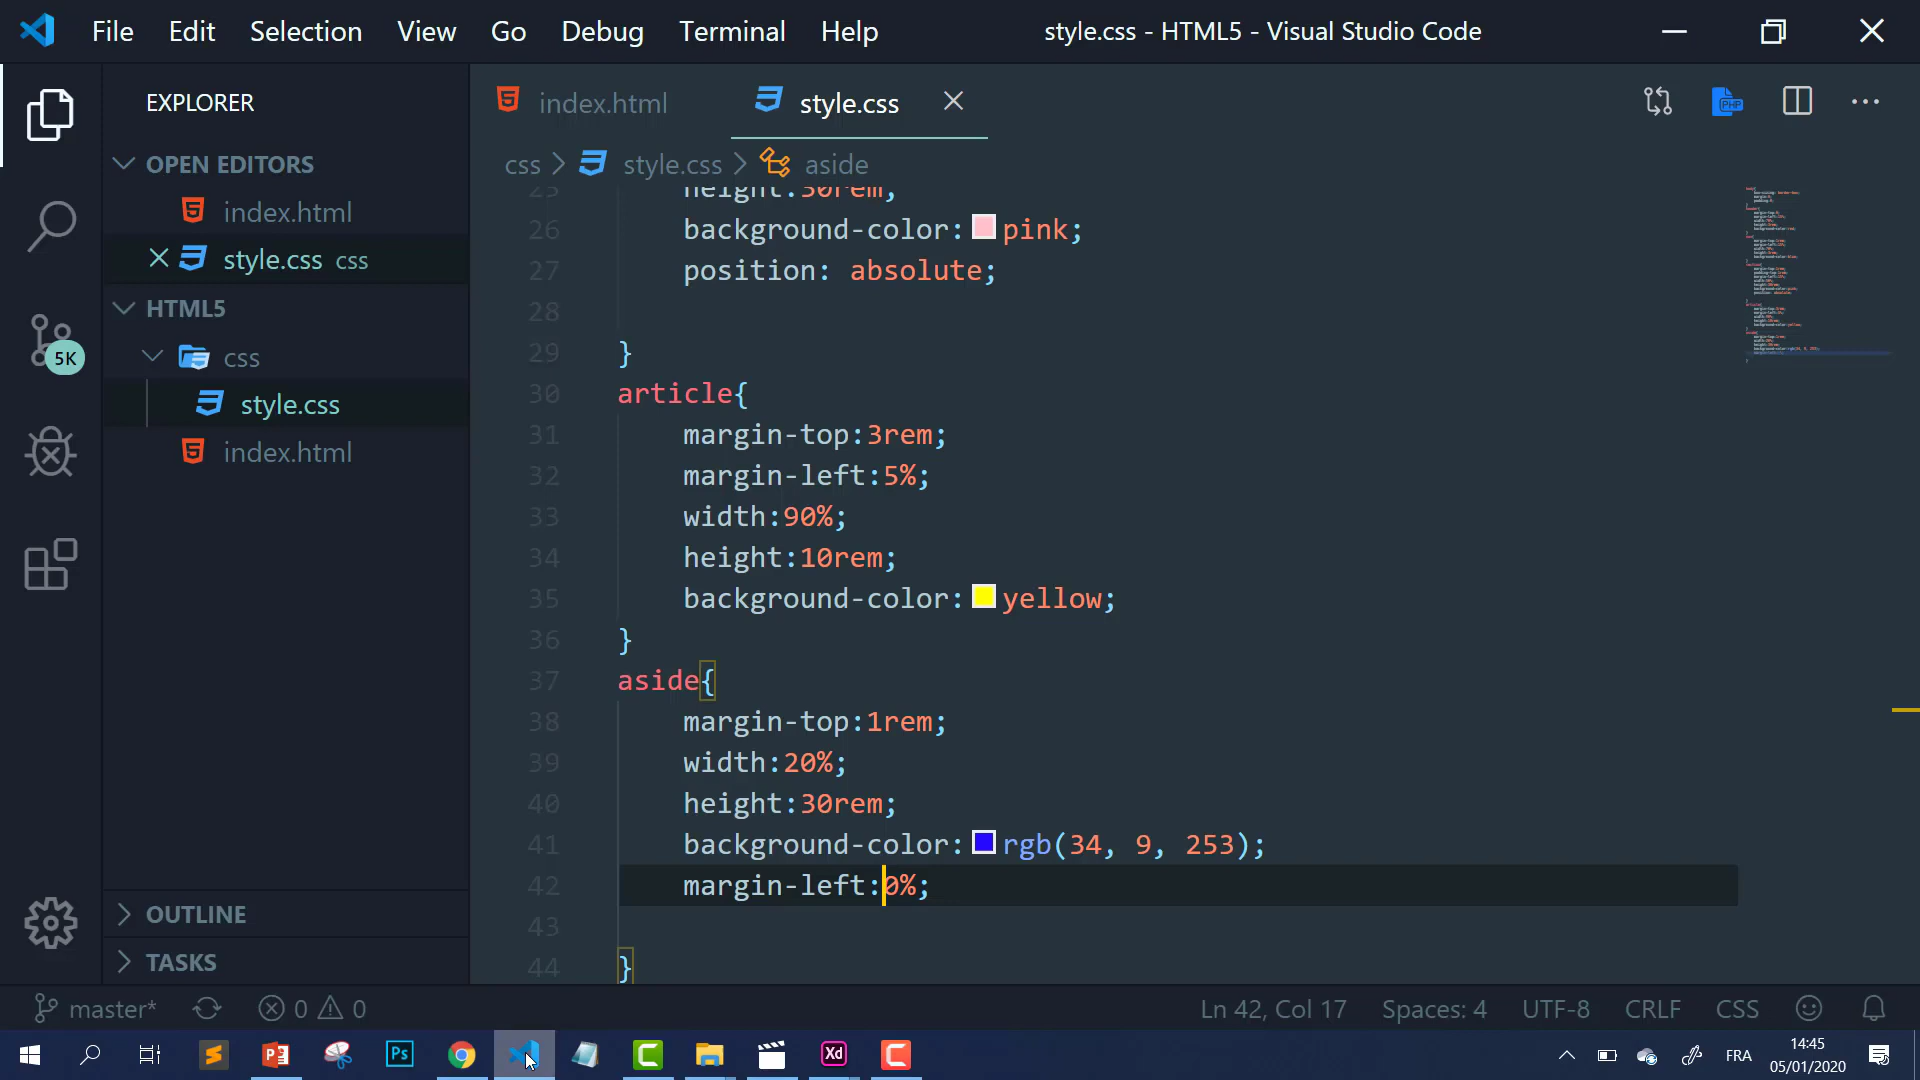 File Edit Selection View Go Debug Terminal Help style.css - HTML5 - Visual Studio Code
EXPLORER
index.html style.css
PHP
OPEN EDITORS
index.html
style.css css
HTML5
css
style.css
index.html
5K
OUTLINE
TASKS
css > style.css > aside
25 height:30rem;
26 background-color: pink;
27 position: absolute;
28
29 }
30 article{
31 margin-top:3rem;
32 margin-left:5%;
33 width:90%;
34 height:10rem;
35 background-color: yellow;
36 }
37 aside{
38 margin-top:1rem;
39 width:20%;
40 height:30rem;
41 background-color: rgb(34, 9, 253);
42 margin-left:0%;
43
44 }
master* 0 0 Ln 42, Col 17 Spaces: 4 UTF-8 CRLF CSS
Ps Xd FRA 14:45
05/01/2020